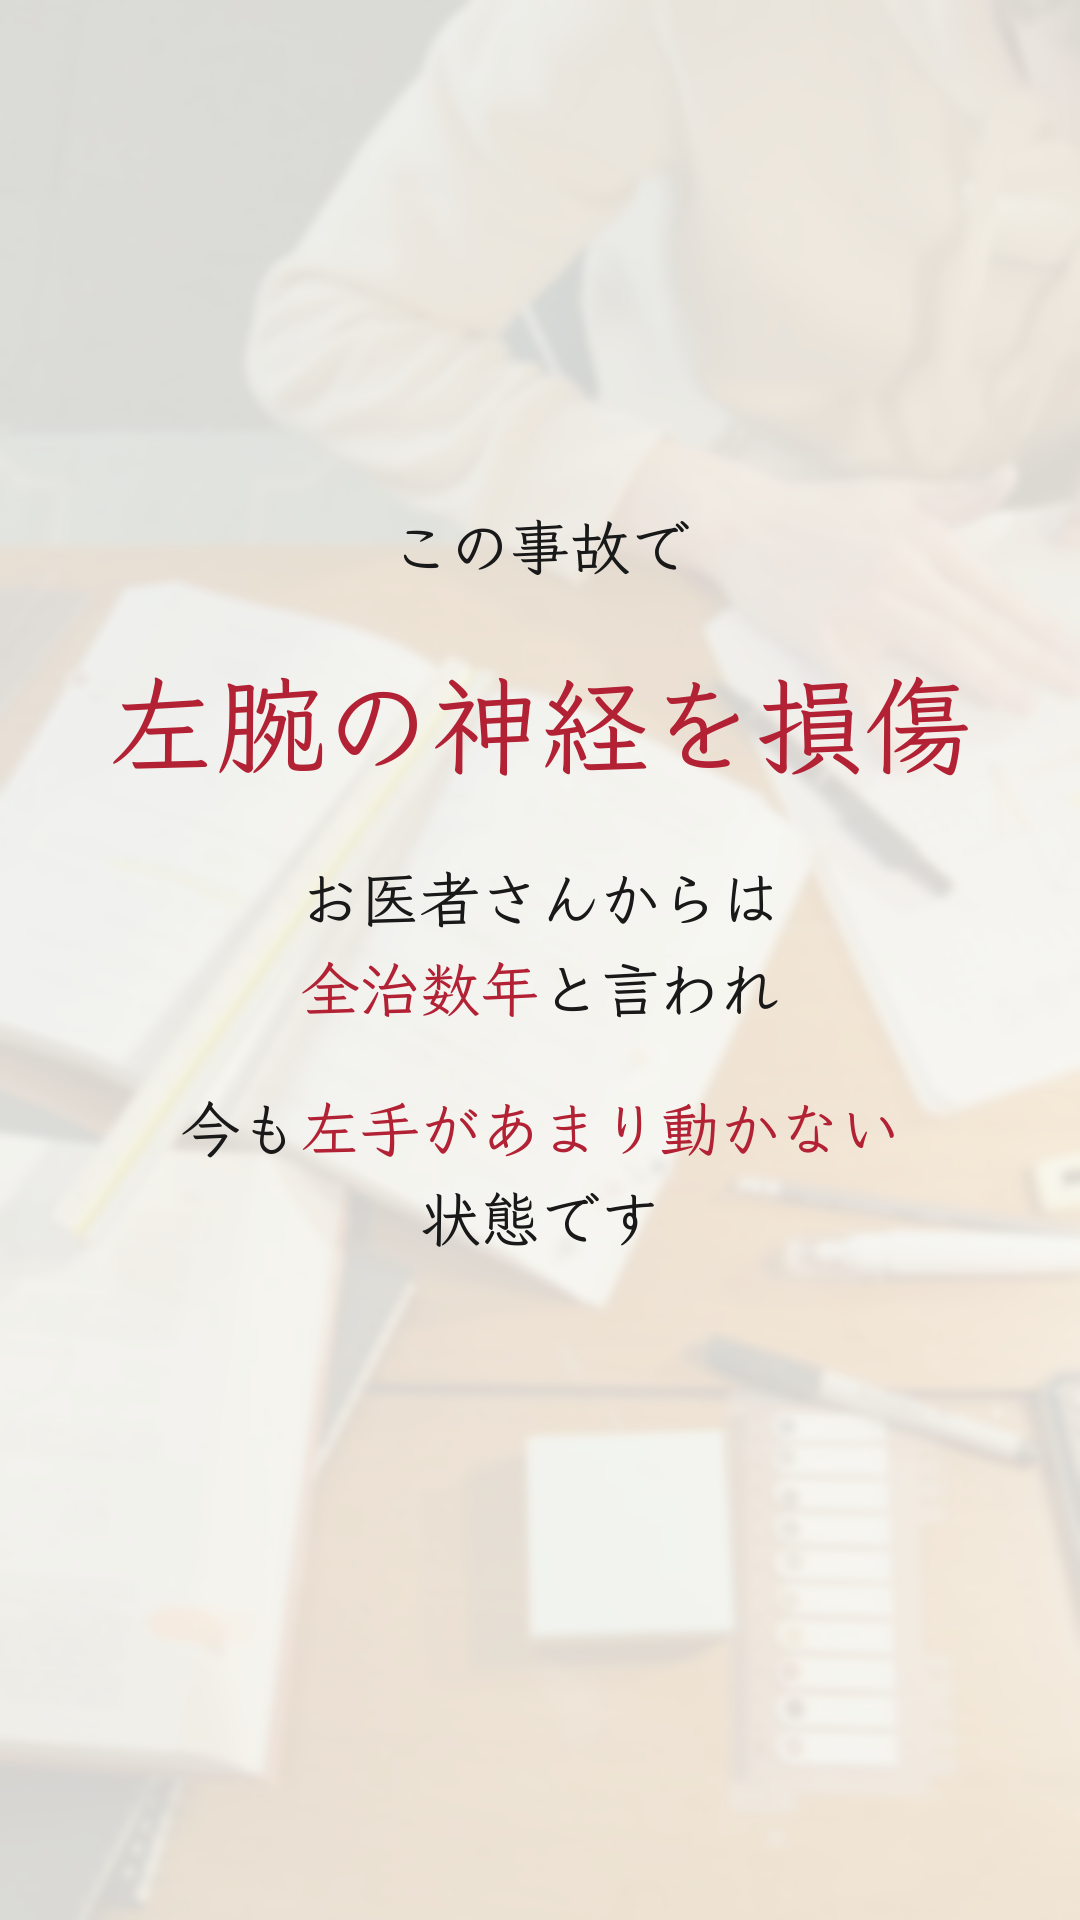 この事故で
左腕の神経を損傷
お医者さんからは
全治数年と言われ
今も左手があまり動かない
状態です